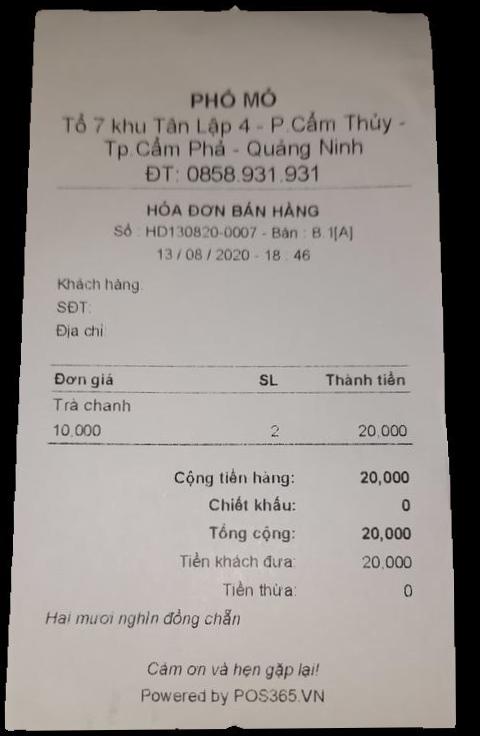 PHỐ MỎ
Tổ 7 khu Tân Lập 4 - P.Cẩm Thủy -
Tp.Cẩm Phả - Quảng Ninh
ĐT: 0858.931.931
HÓA ĐƠN BÁN HÀNG
Số : HD130820-0007 - Bàn : B.1[A]
13 / 08 / 2020 - 18 : 46
Khách hàng:
SĐT:
Địa chỉ:
Đơn giá SL Thành tiền
Trà chanh
10,000 2 20,000
Cộng tiền hàng: 20,000
Chiết khấu: 0
Tổng cộng: 20,000
Tiền khách đưa: 20,000
Tiền thừa: 0
Hai mươi nghìn đồng chẵn
Cảm ơn và hẹn gặp lại!
Powered by POS365.VN